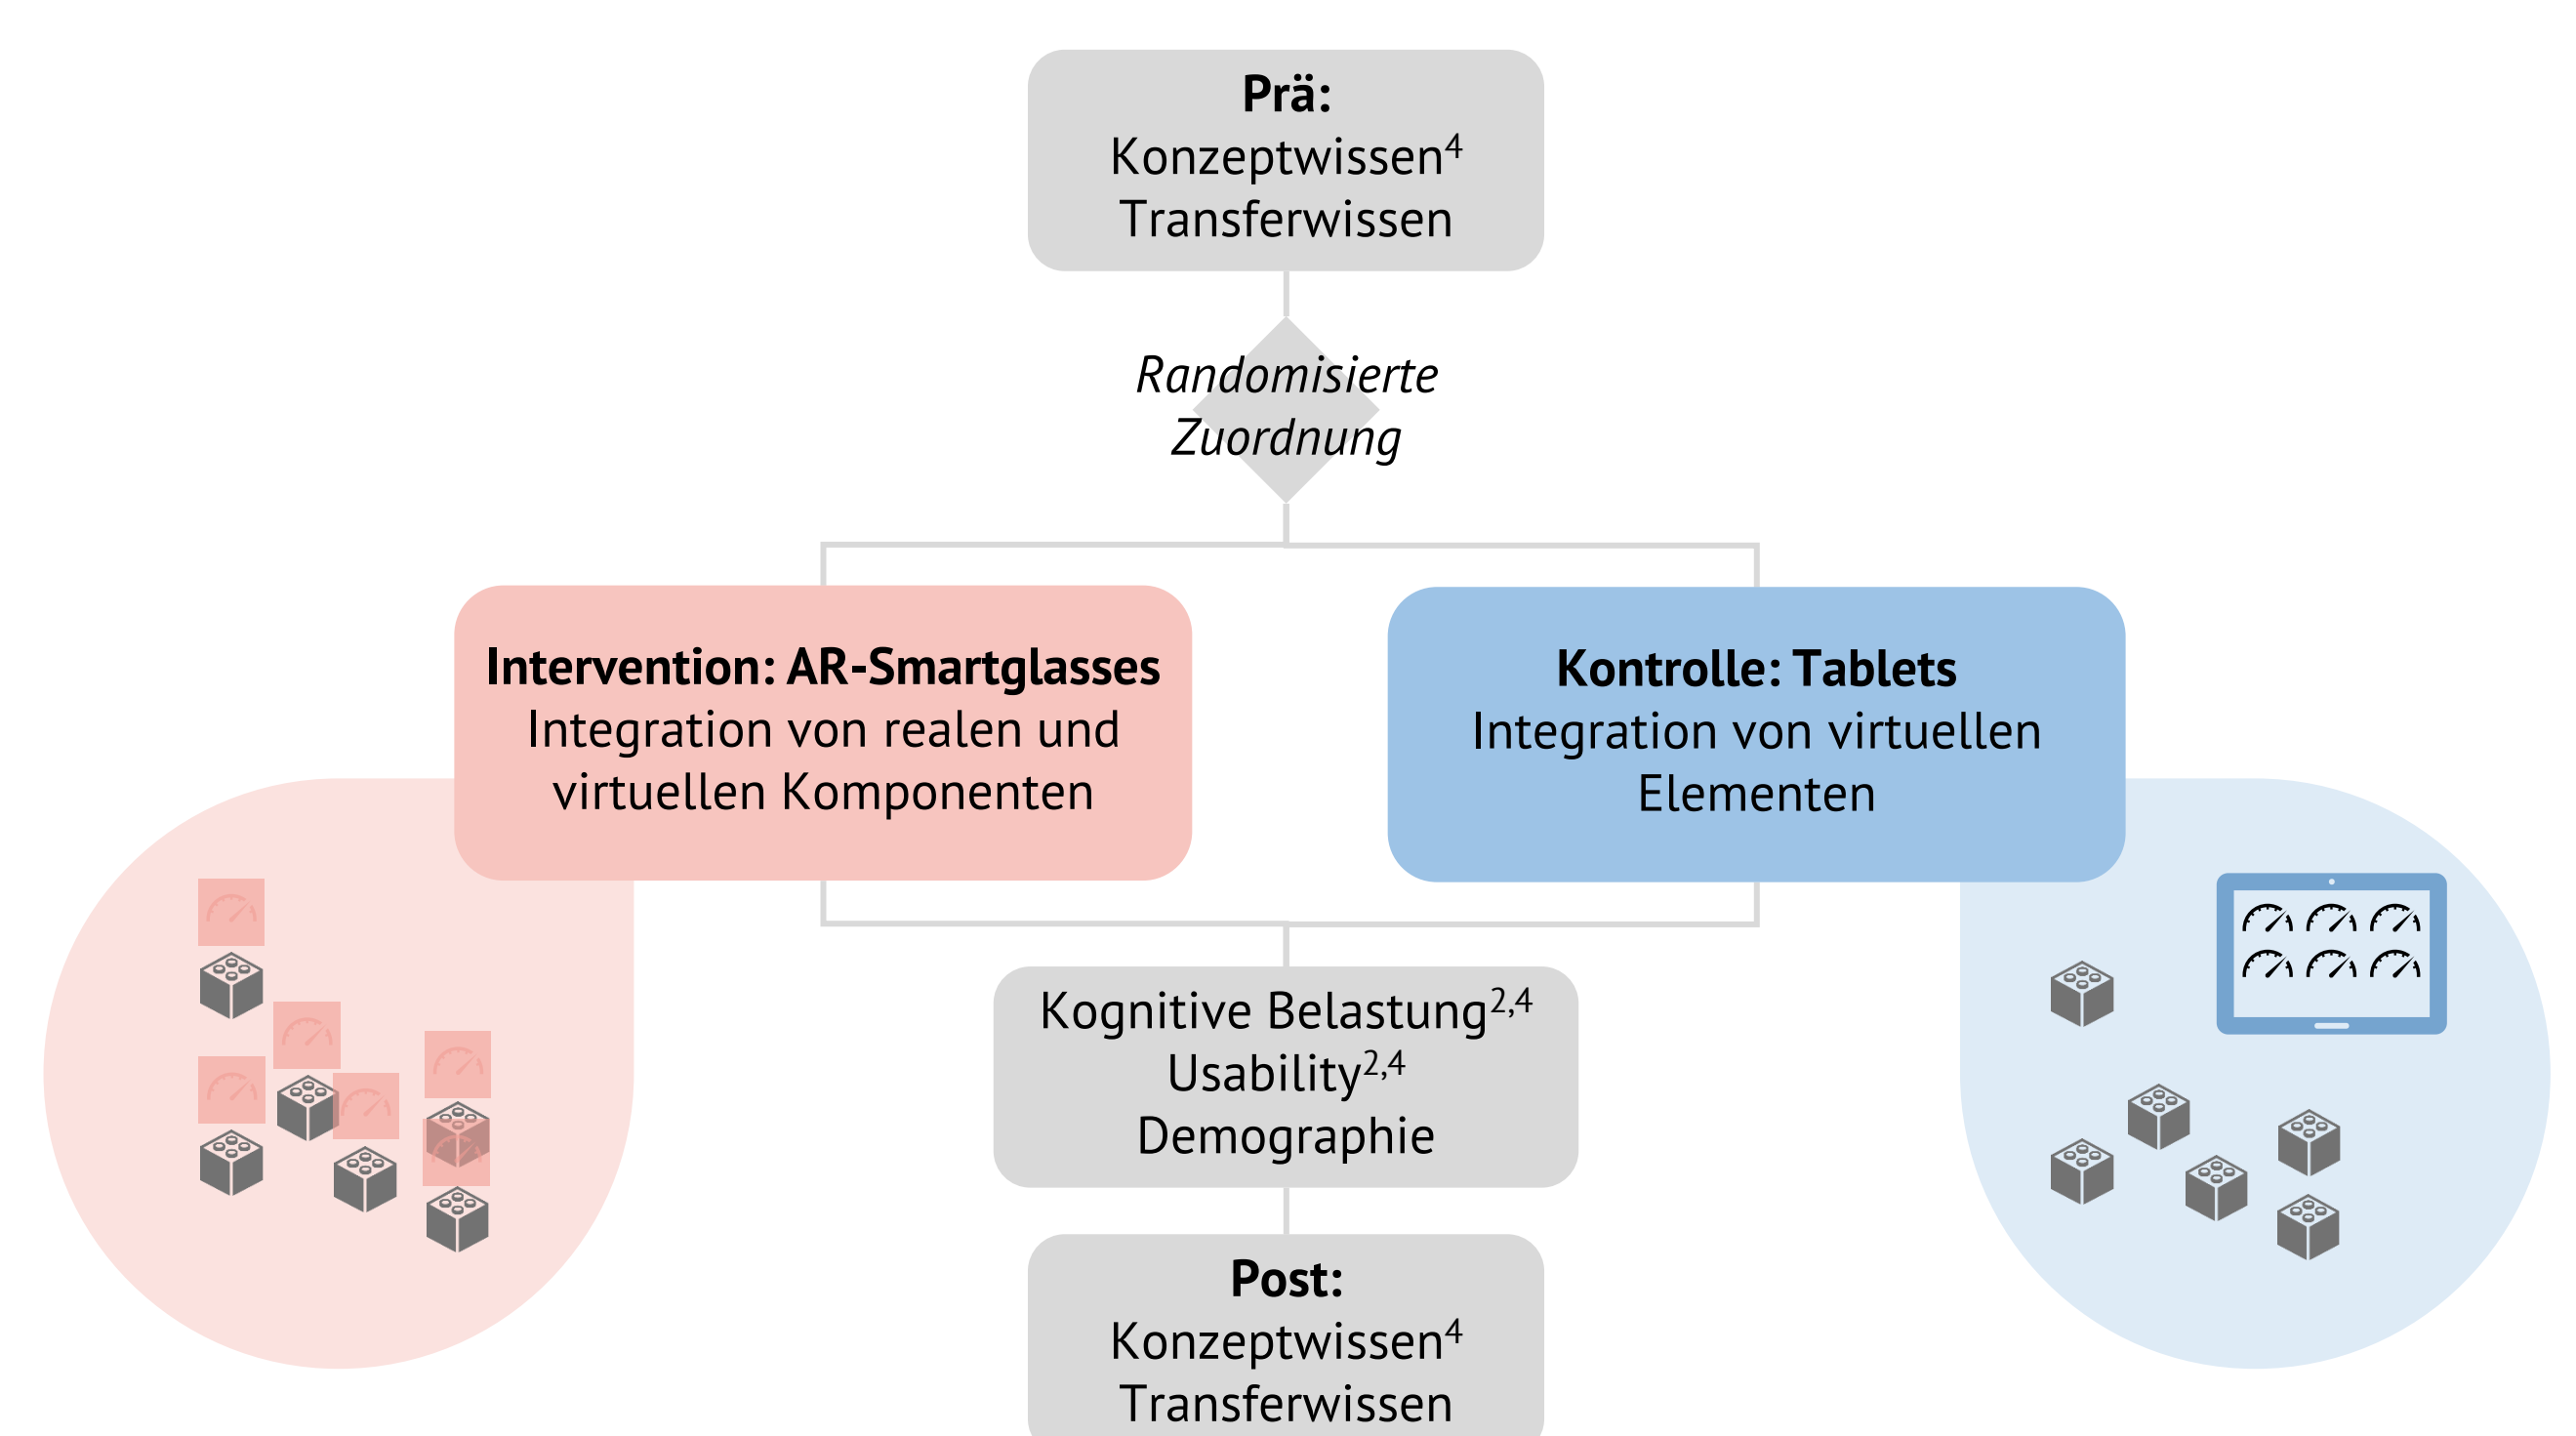 Prä:
Konzeptwissen⁴
Transferwissen
Randomisierte
Zuordnung
Intervention: AR-Smartglasses
Integration von realen und
virtuellen Komponenten
Kontrolle: Tablets
Integration von virtuellen
Elementen
Kognitive Belastung²,⁴
Usability²,⁴
Demographie
Post:
Konzeptwissen⁴
Transferwissen